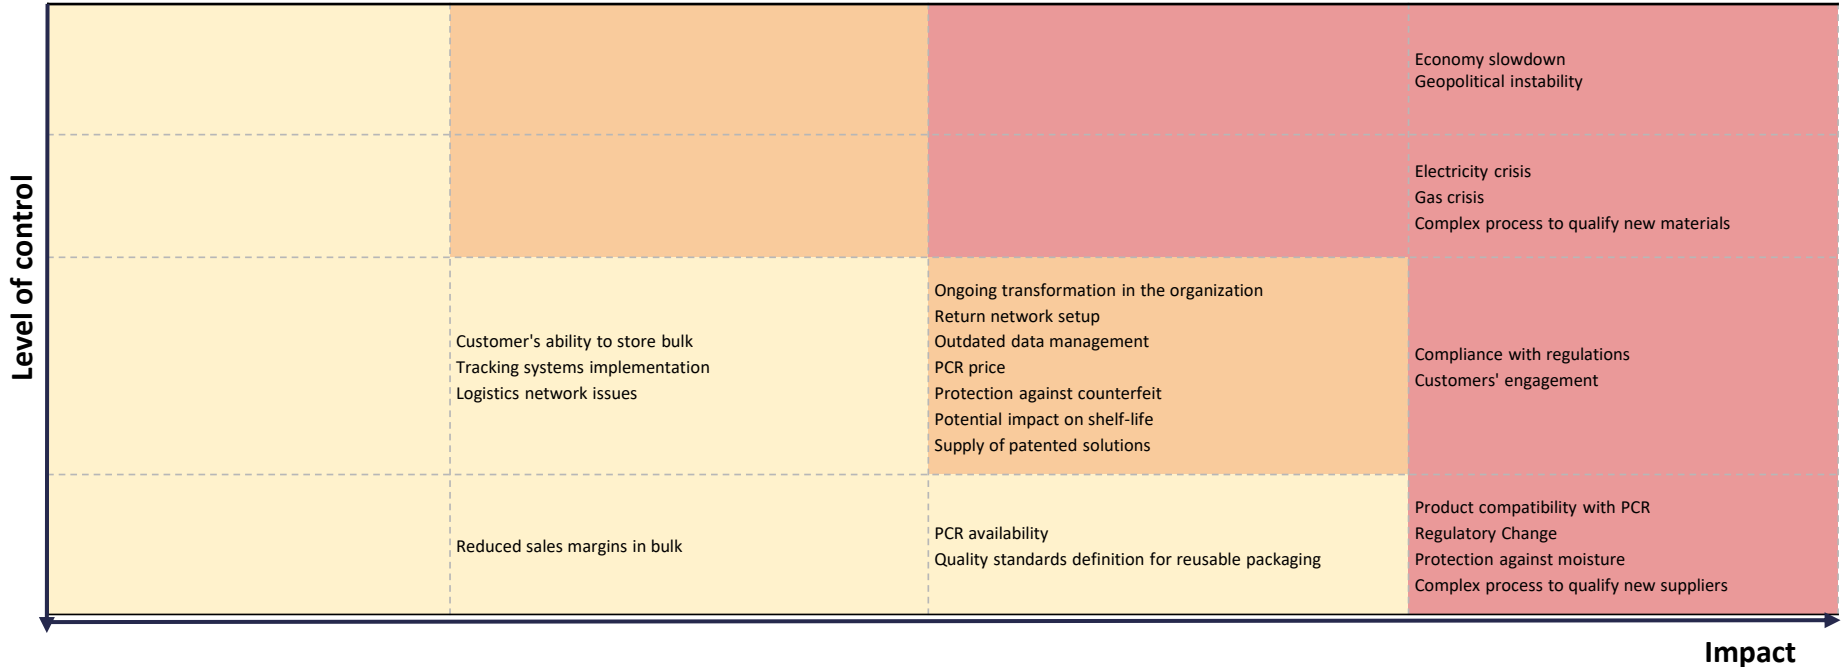 Level of control
Economy slowdown
Geopolitical instability
Electricity crisis
Gas crisis
Complex process to qualify new materials
Customer's ability to store bulk
Tracking systems implementation
Logistics network issues
Ongoing transformation in the organization
Return network setup
Outdated data management
PCR price
Protection against counterfeit
Potential impact on shelf-life
Supply of patented solutions
Compliance with regulations
Customers' engagement
Reduced sales margins in bulk
PCR availability
Quality standards definition for reusable packaging
Product compatibility with PCR
Regulatory Change
Protection against moisture
Complex process to qualify new suppliers
Impact